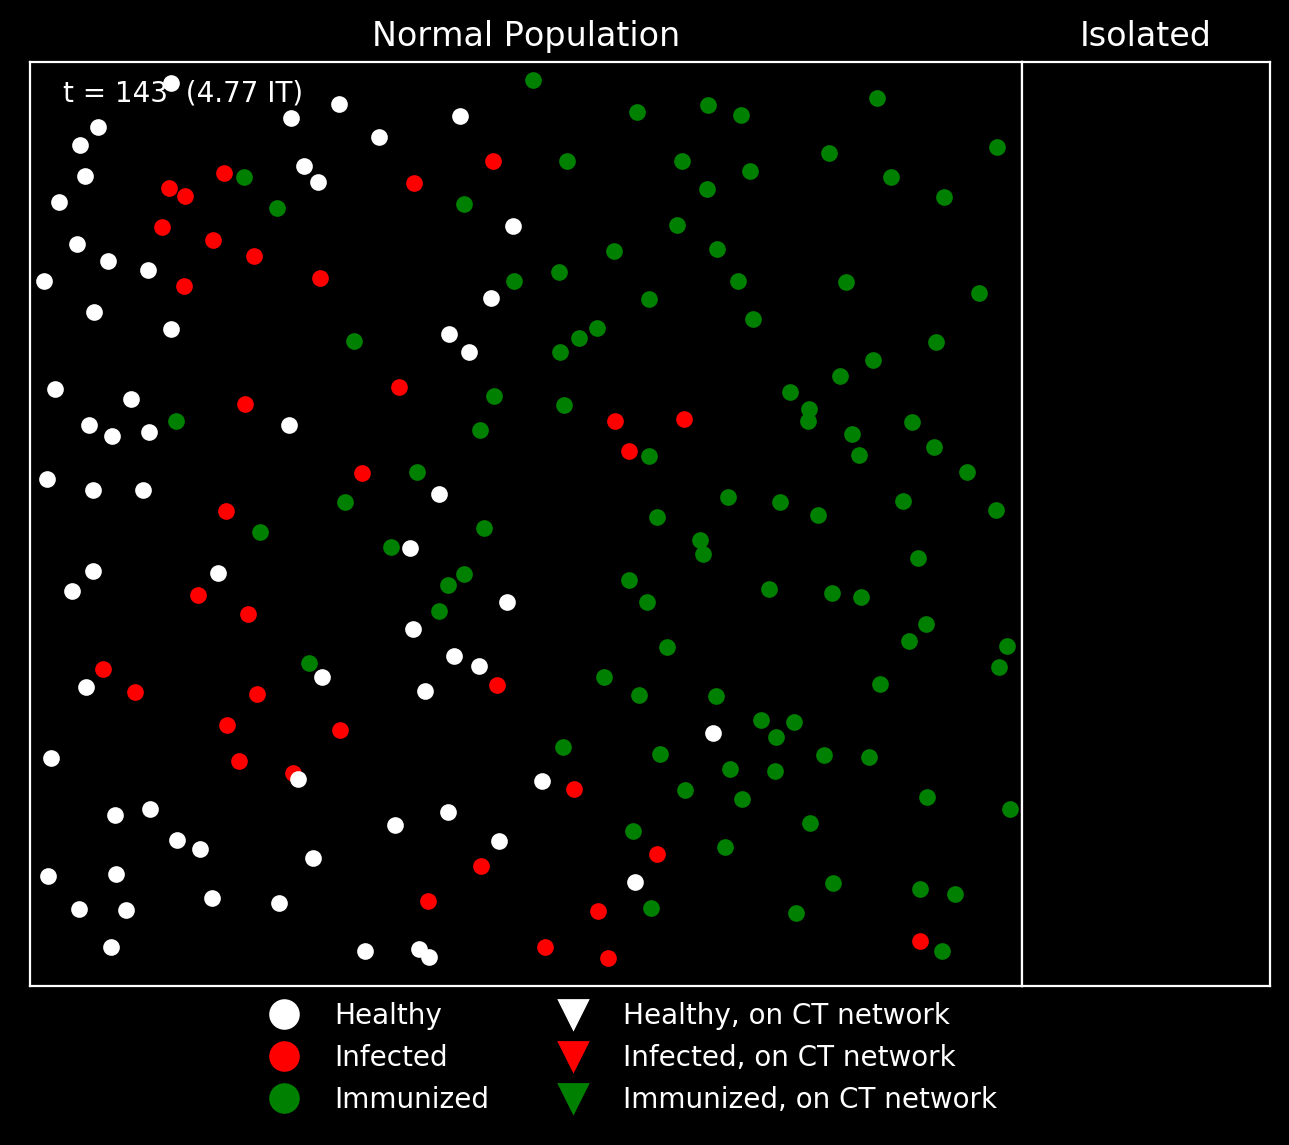 Normal Population
Isolated
t = 143  (4.77 IT)
Healthy
Infected
Immunized
Healthy, on CT network
Infected, on CT network
Immunized, on CT network